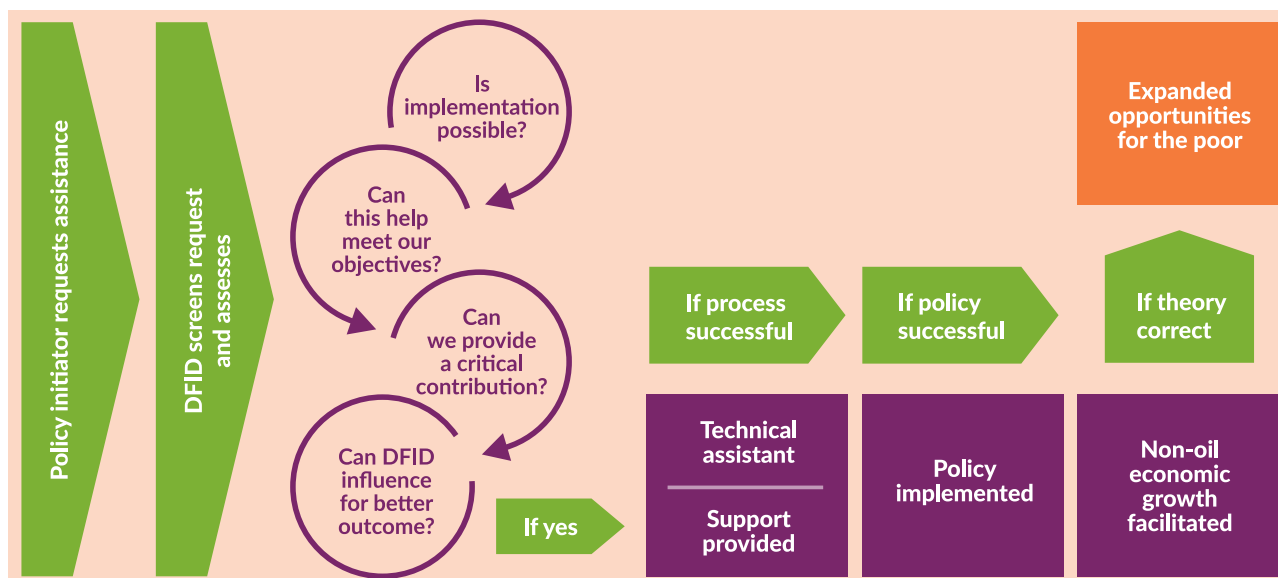 Policy initiator requests assistance
DFID screens request
and assesses
Is
implementation
possible?
Can
this help
meet our
objectives?
Can
we provide
a critical
contribution?
Can DFID
influence
for better
outcome?
If yes
If process
successful
Technical
assistant
Support
provided
If policy
successful
Policy
implemented
If theory
correct
Non-oil
economic
growth
facilitated
Expanded
opportunities
for the poor